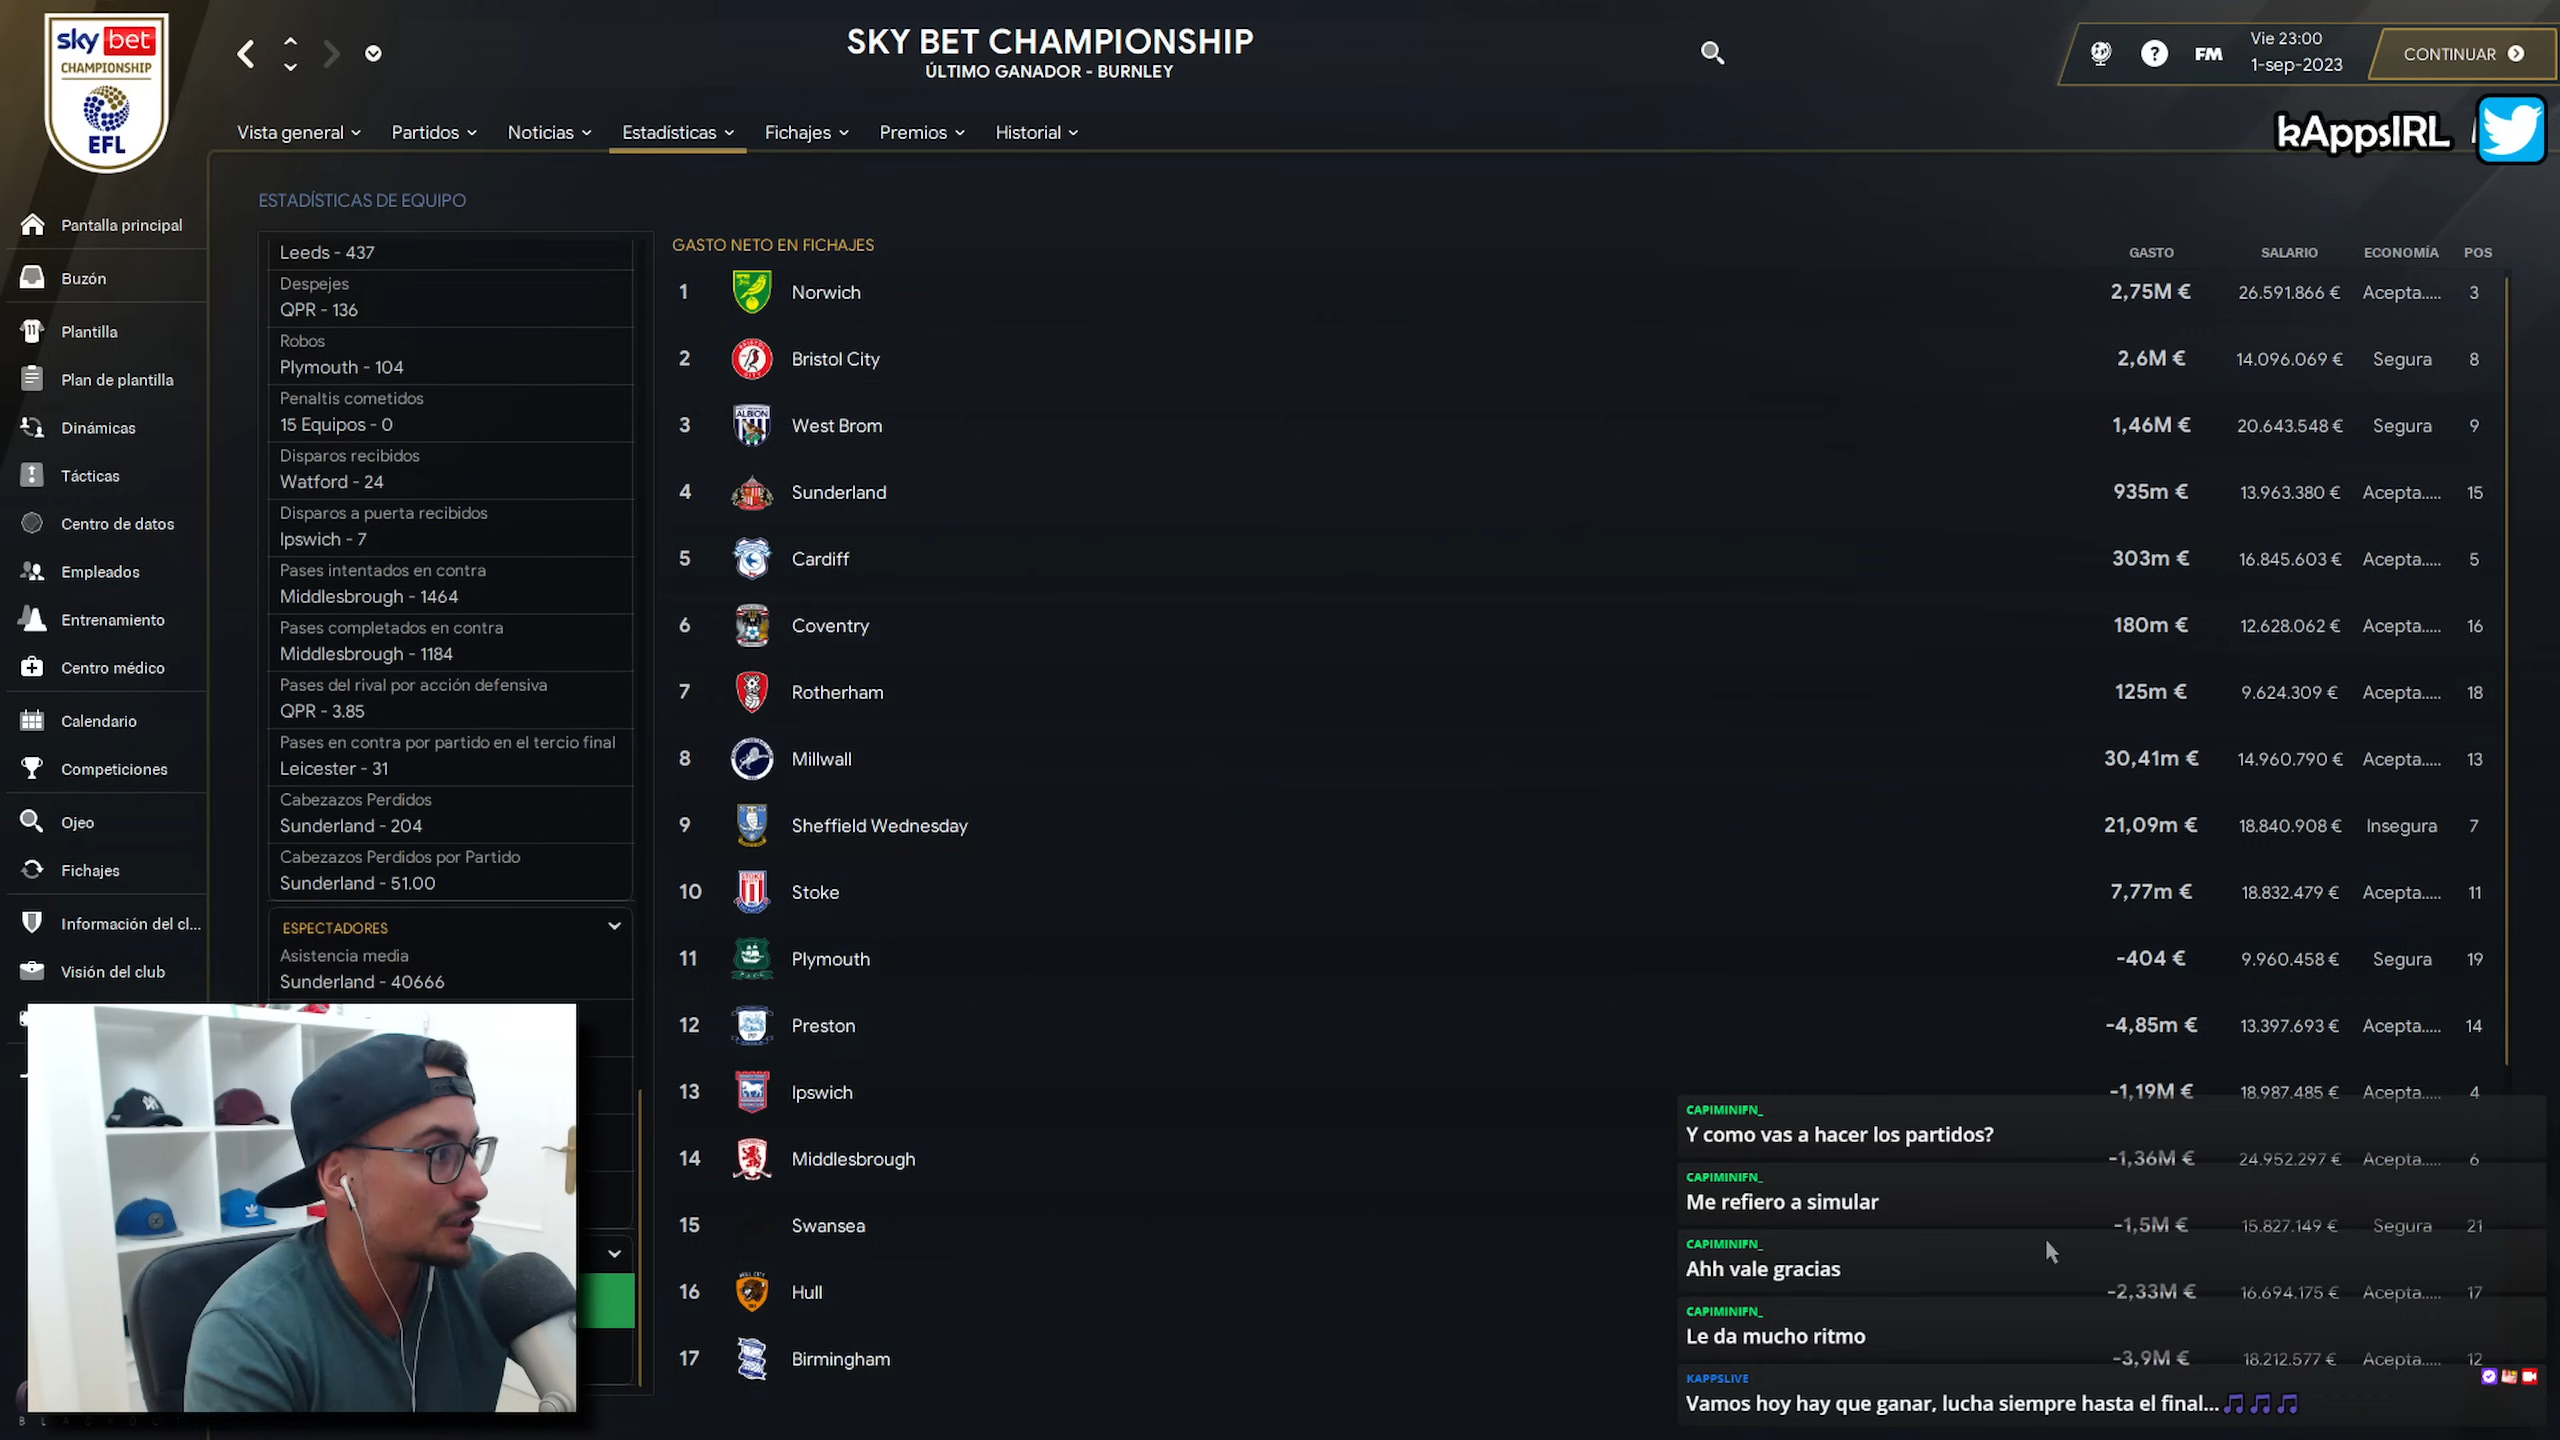 sky bet
CHAMPIONSHIP
EFL
SKY BET CHAMPIONSHIP
ÚLTIMO GANADOR - BURNLEY
FM
Vie 23:00
1-sep-2023
CONTINUAR
kAppsIRL
Vista general
Partidos
Noticias
Estadísticas
Fichajes
Premios
Historial
Pantalla principal
Buzón
Plantilla
Plan de plantilla
Dinámicas
Tácticas
Centro de datos
Empleados
Entrenamiento
Centro médico
Calendario
Competiciones
Ojeo
Fichajes
Información del cl...
Visión del club
ESTADÍSTICAS DE EQUIPO
Leeds - 437
Despejes
QPR - 136
Robos
Plymouth - 104
Penaltis cometidos
15 Equipos - 0
Disparos recibidos
Watford - 24
Disparos a puerta recibidos
Ipswich - 7
Pases intentados en contra
Middlesbrough - 1464
Pases completados en contra
Middlesbrough - 1184
Pases del rival por acción defensiva
QPR - 3.85
Pases en contra por partido en el tercio final
Leicester - 31
Cabezazos Perdidos
Sunderland - 204
Cabezazos Perdidos por Partido
Sunderland - 51.00
ESPECTADORES
Asistencia media
Sunderland - 40666
GASTO NETO EN FICHAJES GASTO SALARIO ECONOMÍA POS
1 Norwich 2,75M € 26.591.866 € Acepta..... 3
2 Bristol City 2,6M € 14.096.069 € Segura 8
3 West Brom 1,46M € 20.643.548 € Segura 9
4 Sunderland 935m € 13.963.380 € Acepta..... 15
5 Cardiff 303m € 16.845.603 € Acepta..... 5
6 Coventry 180m € 12.628.062 € Acepta..... 16
7 Rotherham 125m € 9.624.309 € Acepta..... 18
8 Millwall 30,41m € 14.960.790 € Acepta..... 13
9 Sheffield Wednesday 21,09m € 18.840.908 € Insegura 7
10 Stoke 7,77m € 18.832.479 € Acepta..... 11
11 Plymouth -404 € 9.960.458 € Segura 19
12 Preston -4,85m € 13.397.693 € Acepta..... 14
13 Ipswich -1,19M € 18.987.485 € Acepta..... 4
14 Middlesbrough -1,36M € 24.952.297 € Acepta..... 6
15 Swansea -1,5M € 15.827.149 € Segura 21
16 Hull -2,33M € 16.694.175 € Acepta..... 17
17 Birmingham -3,9M € 18.212.577 € Acepta..... 12
CAPIMINIFN_
Y como vas a hacer los partidos?
CAPIMINIFN_
Me refiero a simular
CAPIMINIFN_
Ahh vale gracias
CAPIMINIFN_
Le da mucho ritmo
KAPPSLIVE
Vamos hoy hay que ganar, lucha siempre hasta el final...